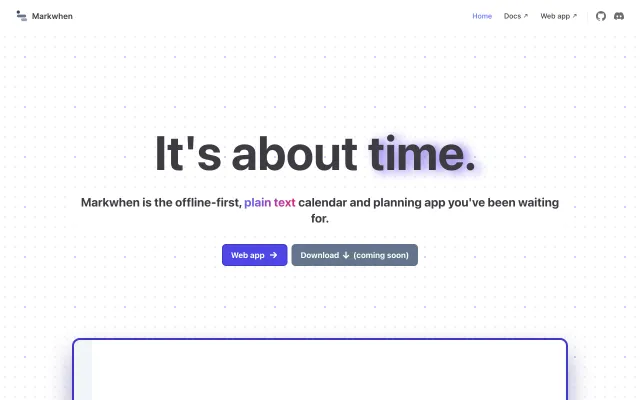 Markwhen
Home
Docs ↗
Web app ↗
It's about time.
Markwhen is the offline-first, plain text calendar and planning app you've been waiting
for.
Web app →
Download ↓ (coming soon)